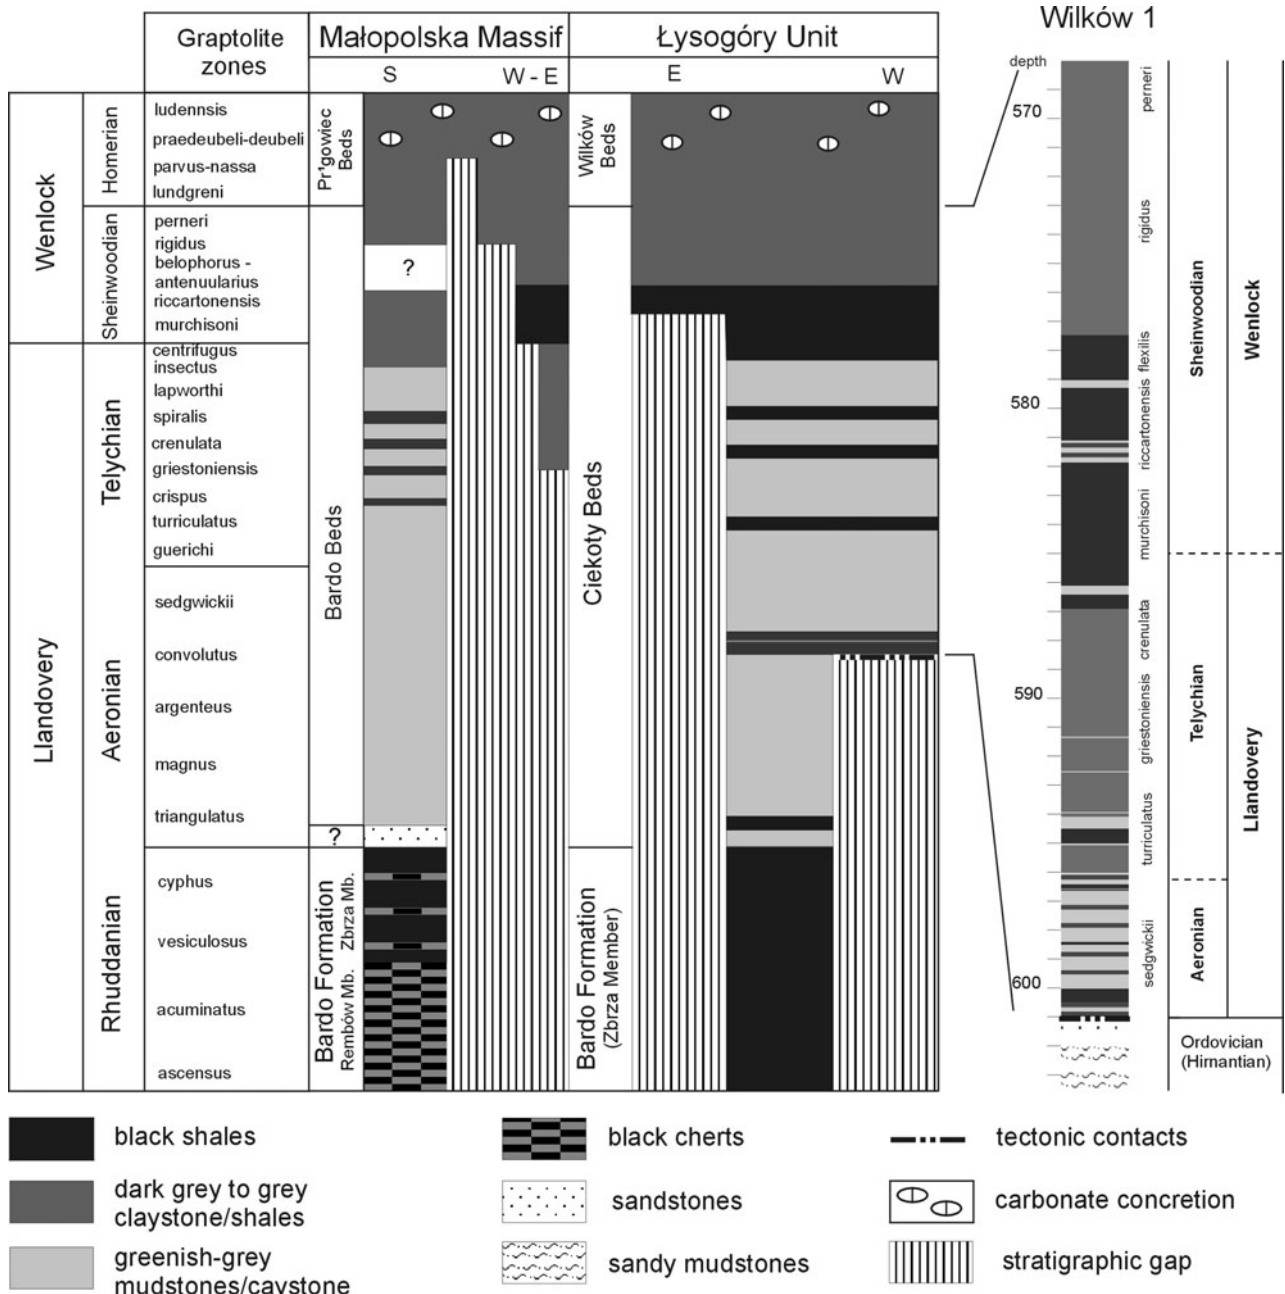 Graptolite
zones
Małopolska Massif
Łysogóry Unit
S
W - E
E
W
Wenlock
Homerian
Sheinwoodian
Llandovery
Telychian
Aeronian
Rhuddanian
ludennsis
praedeubeli-deubeli
parvus-nassa
lundgreni
perneri
rigidus
belophorus -
antenuularius
riccartonensis
murchisoni
centrifugus
insectus
lapworthi
spiralis
crenulata
griestoniensis
crispus
turriculatus
guerichi
sedgwickii
convolutus
argenteus
magnus
triangulatus
cyphus
vesiculosus
acuminatus
ascensus
Pr¹gowiec
Beds
Bardo Beds
?
?
Bardo Formation
Rembów Mb. Zbrza Mb.
Wilków
Beds
Ciekoty Beds
Bardo Formation
(Zbrza Member)
Wilków 1
depth
570
580
590
600
perneri
rigidus
flexilis
riccartonensis
murchisoni
crenulata
griestoniensis
turriculatus
sedgwickii
Sheinwoodian
Telychian
Aeronian
Wenlock
Llandovery
Ordovician
(Hirnantian)
black shales
dark grey to grey
claystone/shales
greenish-grey
mudstones/caystone
black cherts
sandstones
sandy mudstones
tectonic contacts
carbonate concretion
stratigraphic gap